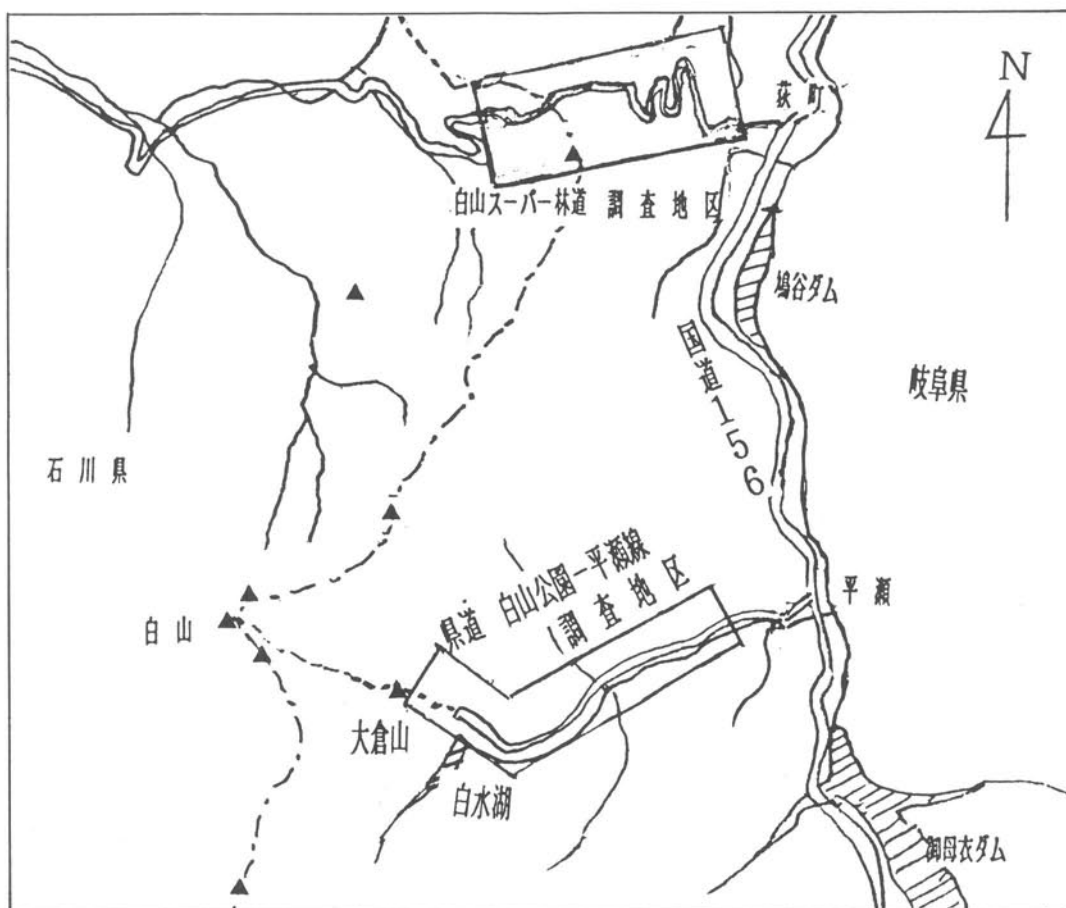 N
荻町
白山スーパー林道 調査地区
鳩谷ダム
国道156
岐阜県
石川県
県道 白山公園ー平瀬線
調査地区
平瀬
白山
大倉山
白水湖
御母衣ダム